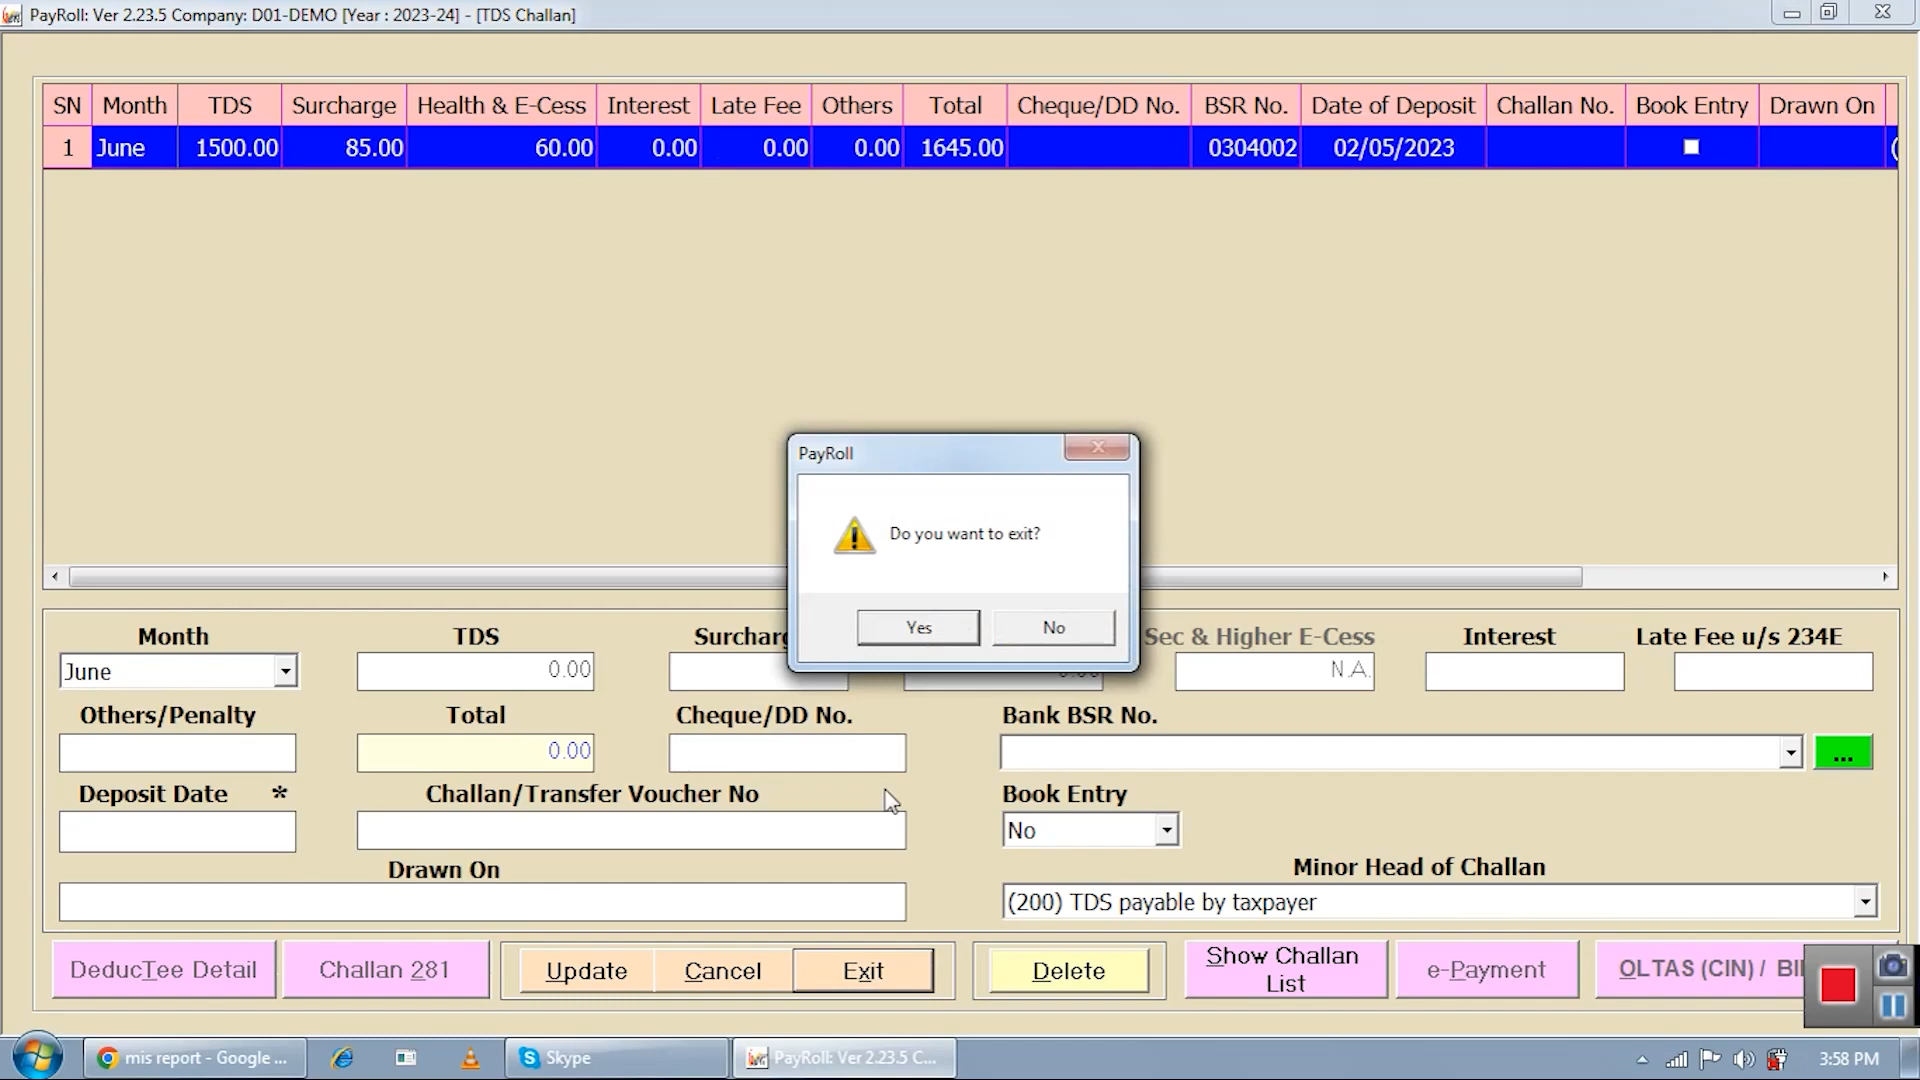 PayRoll: Ver 2.23.5 Company: D01-DEMO [Year : 2023-24] - [TDS Challan]
SN Month TDS Surcharge Health & E-Cess Interest Late Fee Others Total Cheque/DD No. BSR No. Date of Deposit Challan No. Book Entry Drawn On
1 June 1500.00 85.00 60.00 0.00 0.00 0.00 1645.00 0304002 02/05/2023 (
PayRoll
Do you want to exit?
Yes No
Month TDS Surcharg Sec & Higher E-Cess Interest Late Fee u/s 234E
June 0.00 0.00 N.A.
Others/Penalty Total Cheque/DD No. Bank BSR No.
0.00 ...
Deposit Date * Challan/Transfer Voucher No Book Entry
No
Drawn On Minor Head of Challan
(200) TDS payable by taxpayer
DeducTee Detail Challan 281 Update Cancel Exit Delete Show Challan List e-Payment OLTAS (CIN) / BI
mis report - Google ... Skype PayRoll: Ver 2.23.5 C... 3:58 PM